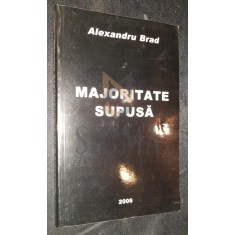 Alexandru Brad
MAJORITATE
SUPUSĂ
2006